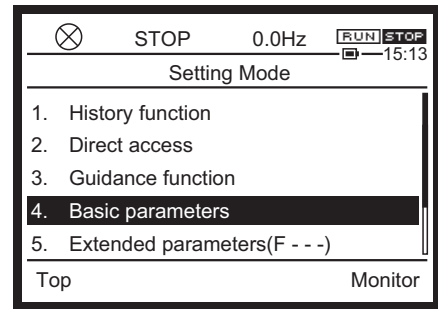 STOP 0.0Hz RUN STOP
15:13
Setting Mode
1. History function
2. Direct access
3. Guidance function
4. Basic parameters
5. Extended parameters(F - - -)
Top Monitor